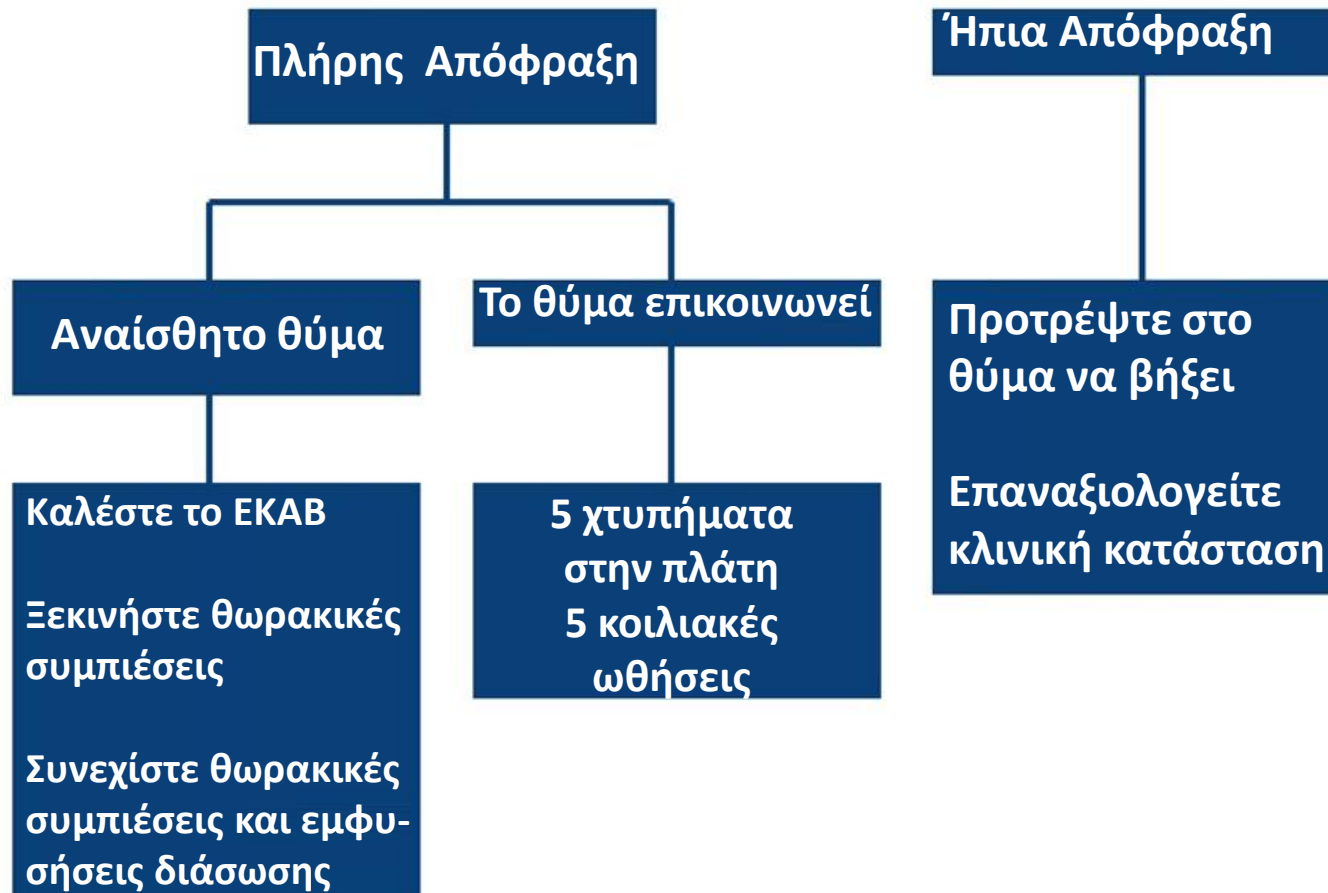 Πλήρης Απόφραξη
Ήπια Απόφραξη
Αναίσθητο θύμα
Το θύμα επικοινωνεί
Προτρέψτε στο
θύμα να βήξει
Επαναξιολογείτε
κλινική κατάσταση
Καλέστε το ΕΚΑΒ
Ξεκινήστε θωρακικές
συμπιέσεις
Συνεχίστε θωρακικές
συμπιέσεις και εμφυ-
σήσεις διάσωσης
5 χτυπήματα
στην πλάτη
5 κοιλιακές
ωθήσεις